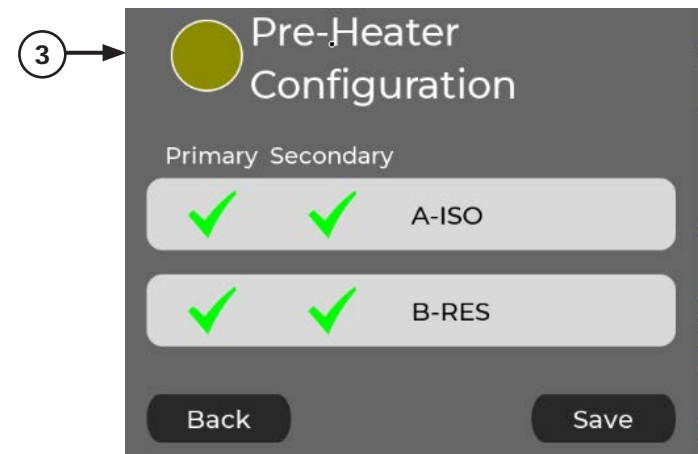 3
Pre-Heater
Configuration
Primary Secondary
A-ISO
B-RES
Back
Save